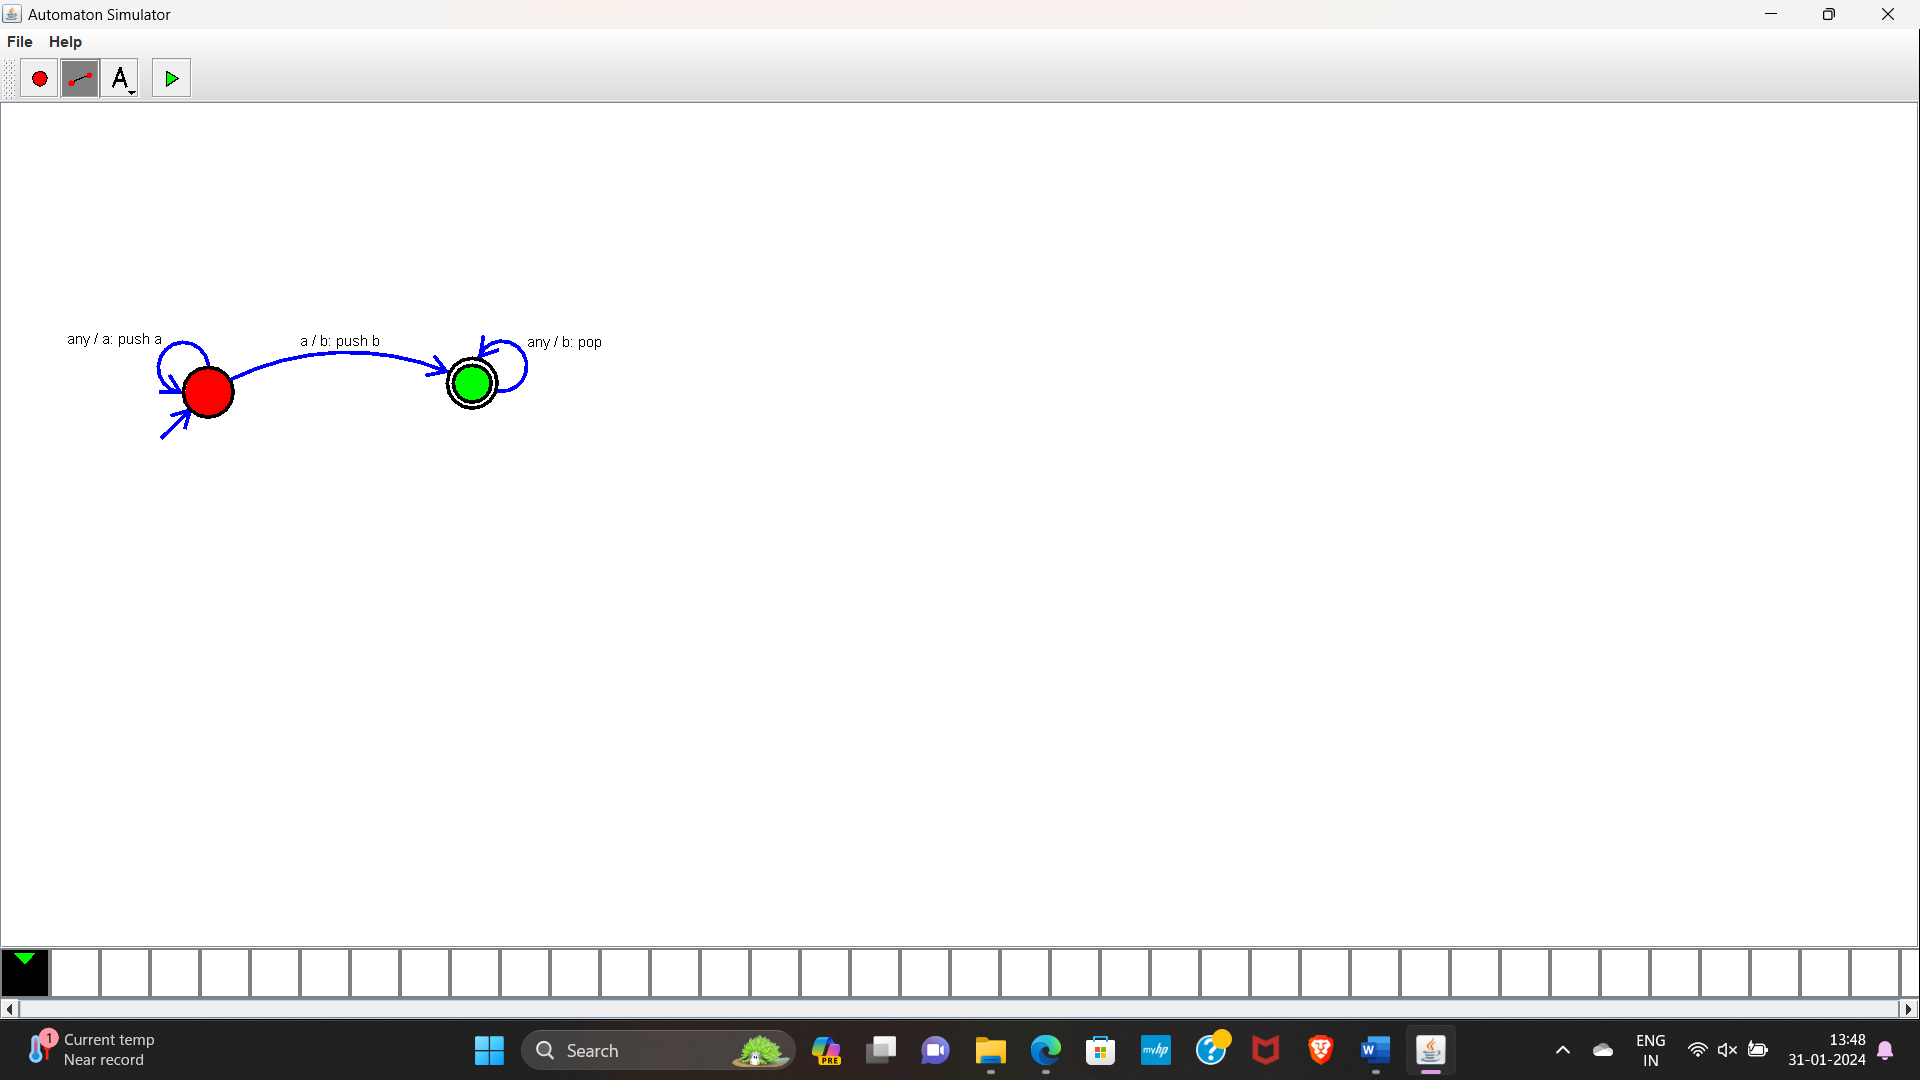 Automaton Simulator
File Help
A
any / a: push a
a / b: push b
any / b: pop
1
Current temp
Near record
Search
PRE
myhp
?
W
ENG
IN
13:48
31-01-2024